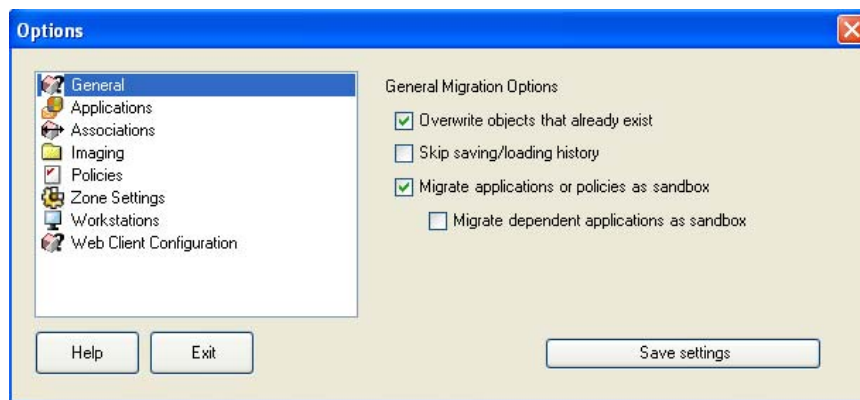 Options
General
Applications
Associations
Imaging
Policies
Zone Settings
Workstations
Web Client Configuration
General Migration Options
Overwrite objects that already exist
Skip saving/loading history
Migrate applications or policies as sandbox
Migrate dependent applications as sandbox
Help
Exit
Save settings